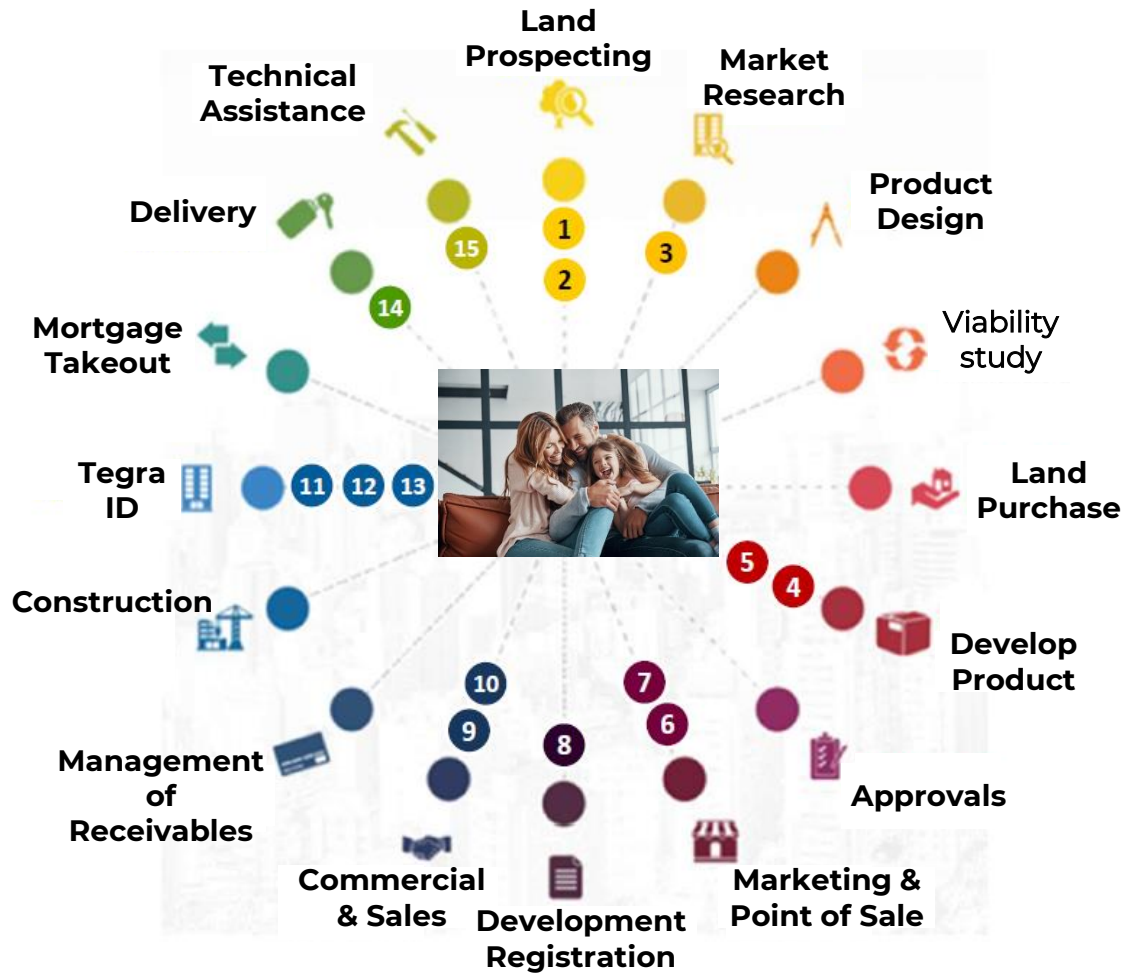 Land
Prospecting
Market
Research
Product
Design
Viability
study
Land
Purchase
Develop
Product
Approvals
Marketing &
Point of Sale
Development
Registration
Commercial
& Sales
Management
of
Receivables
Construction
Tegra
ID
Mortgage
Takeout
Delivery
Technical
Assistance
1
2
3
4
5
6
7
8
9
10
11
12
13
14
15